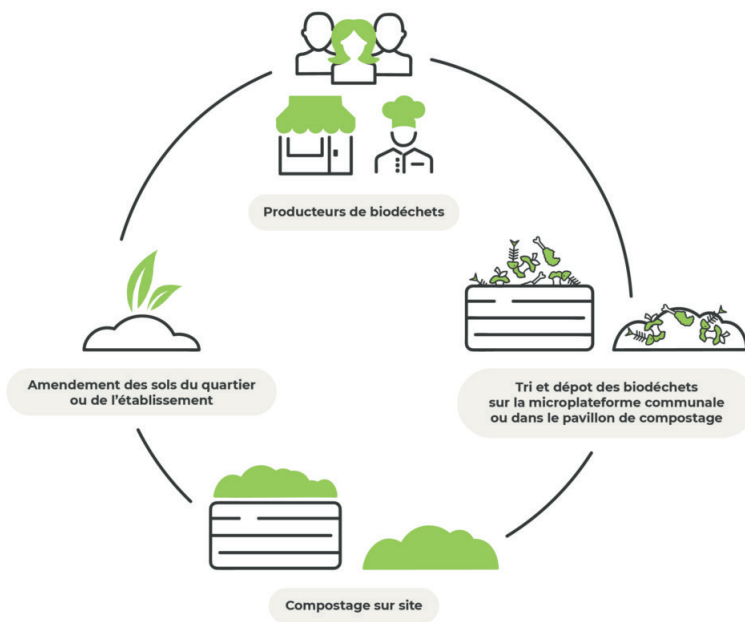 Producteurs de biodéchets
Amendement des sols du quartier
ou de l'établissement
Tri et dépot des biodéchets
sur la microplateforme communale
ou dans le pavillon de compostage
Compostage sur site